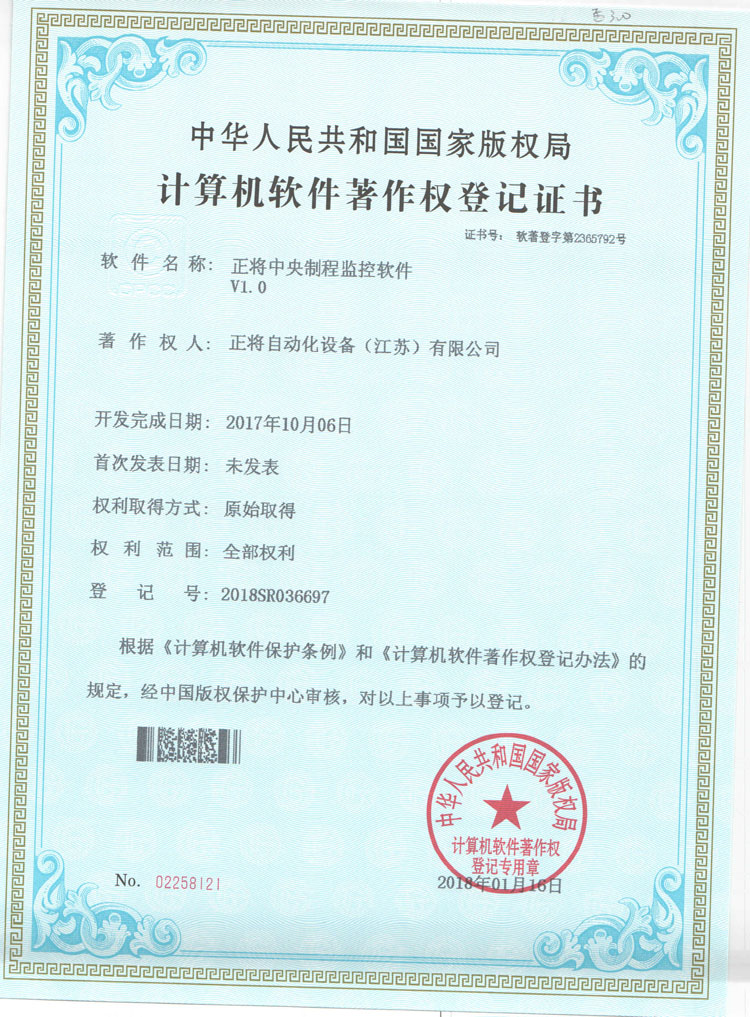 中华人民共和国国家版权局
计算机软件著作权登记证书
证书号： 软著登字第2365792号
软件名称： 正将中央制程监控软件
V1.0
著作权人： 正将自动化设备（江苏）有限公司
开发完成日期： 2017年10月06日
首次发表日期： 未发表
权利取得方式： 原始取得
权利范围： 全部权利
登记号： 2018SR036697
根据《计算机软件保护条例》和《计算机软件著作权登记办法》的
规定，经中国版权保护中心审核，对以上事项予以登记。
中华人民共和国国家版权局
计算机软件著作权
登记专用章
No. 02258121
2018年01月16日